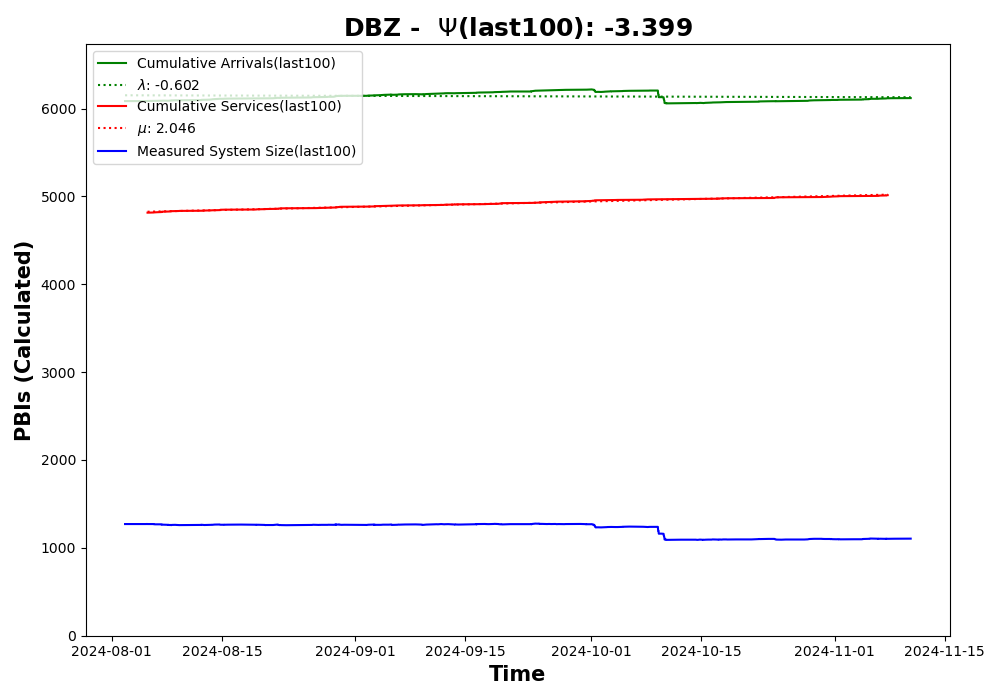 DBZ -  Ψ(last100): -3.399
Cumulative Arrivals(last100)
λ: -0.602
Cumulative Services(last100)
μ: 2.046
Measured System Size(last100)
PBIs (Calculated)
6000
5000
4000
3000
2000
1000
0
2024-08-01 2024-08-15 2024-09-01 2024-09-15 2024-10-01 2024-10-15 2024-11-01 2024-11-15
Time